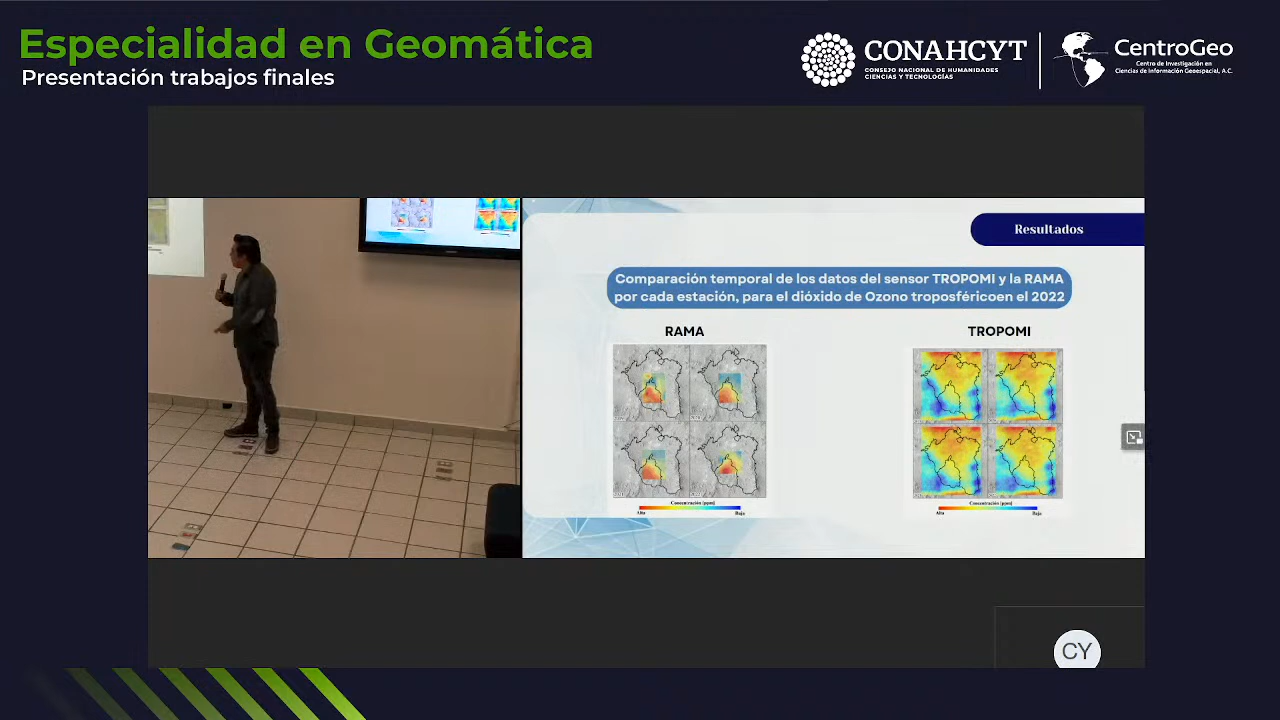 Especialidad en Geomática
Presentación trabajos finales
CONAHCYT
CONSEJO NACIONAL DE HUMANIDADES
CIENCIAS Y TECNOLOGÍAS
CentroGeo
Centro de Investigación en
Ciencias de Información Geoespacial, A.C.
Resultados
Comparación temporal de los datos del sensor TROPOMI y la RAMA
por cada estación, para el dióxido de Ozono troposféricoen el 2022
RAMA
TROPOMI
Concentración [ppm]
Alta
Baja
Concentración [ppm]
Alta
Baja
CY